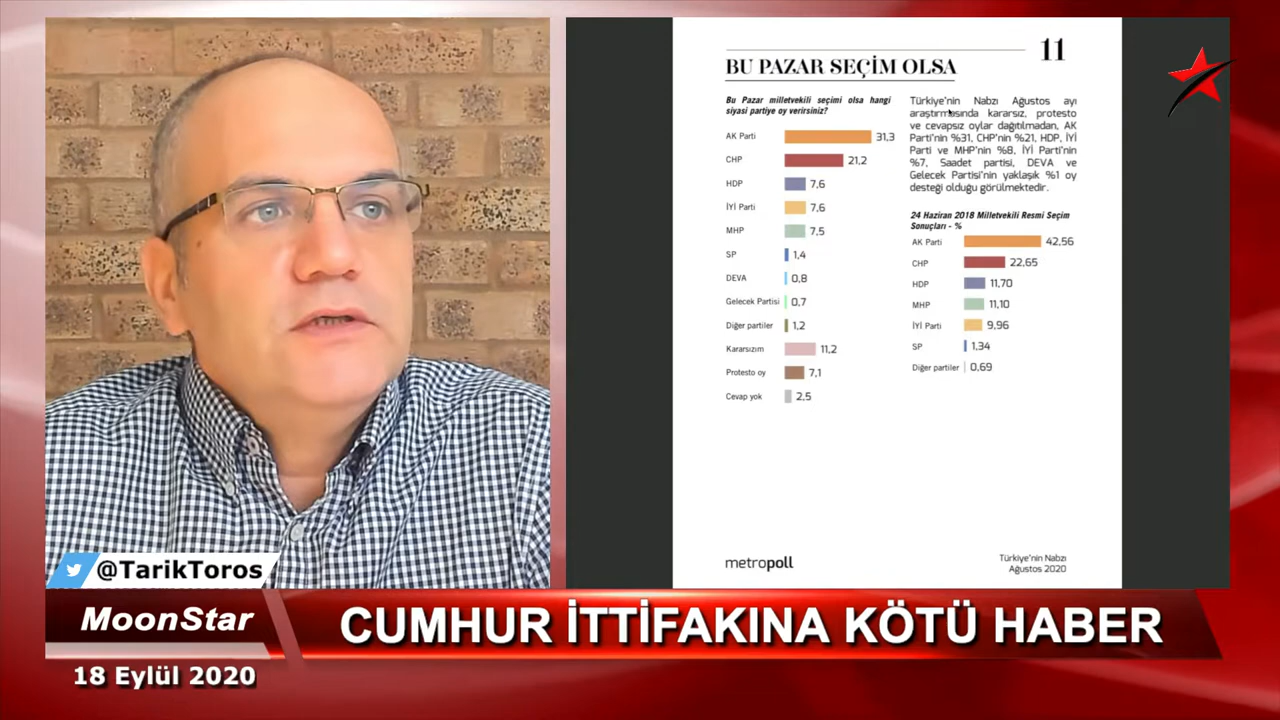 11
BU PAZAR SEÇİM OLSA
Bu Pazar milletvekili seçimi olsa hangi
siyasi partiye oy verirsiniz?
AK Parti 31,3
CHP 21,2
HDP 7,6
İYİ Parti 7,6
MHP 7,5
SP 1,4
DEVA 0,8
Gelecek Partisi 0,7
Diğer partiler 1,2
Kararsızım 11,2
Protesto oy 7,1
Cevap yok 2,5
Türkiye'nin Nabzı Ağustos ayı
araştırmasında kararsız, protesto
ve cevapsız oylar dağıtılmadan, AK
Parti'nin %31, CHP'nin %21, HDP, İYİ
Parti ve MHP'nin %8, İYİ Parti'nin
%7, Saadet partisi, DEVA ve
Gelecek Partisi'nin yaklaşık %1 oy
desteği olduğu görülmektedir.
24 Haziran 2018 Milletvekili Resmi Seçim
Sonuçları - %
AK Parti 42,56
CHP 22,65
HDP 11,70
MHP 11,10
İYİ Parti 9,96
SP 1,34
Diğer partiler 0,69
metropoll
Türkiye'nin Nabzı
Ağustos 2020
@TarikToros
MoonStar
CUMHUR İTTİFAKINA KÖTÜ HABER
18 Eylül 2020